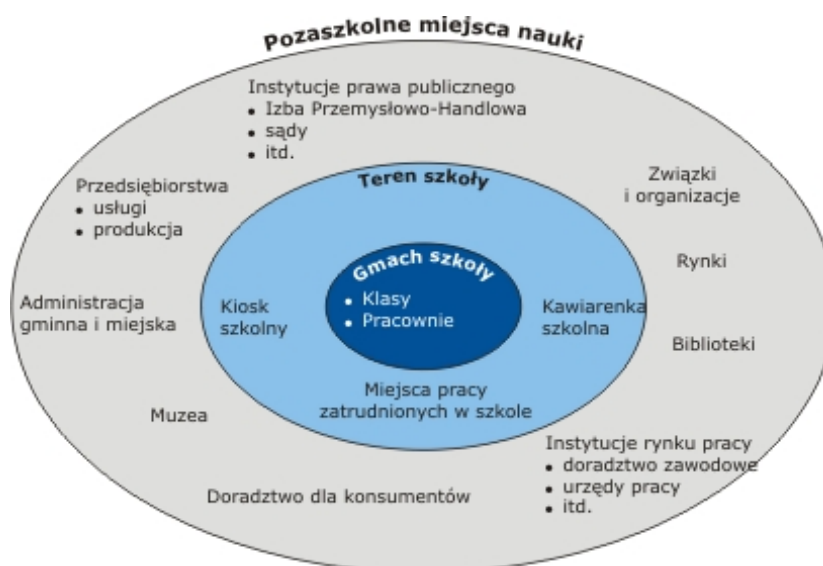 Pozaszkolne miejsca nauki
Instytucje prawa publicznego
• Izba Przemysłowo-Handlowa
• sądy
• itd.
Związki
i organizacje
Przedsiębiorstwa
• usługi
• produkcja
Teren szkoły
Rynki
Gmach szkoły
• Klasy
• Pracownie
Administracja
gminna i miejska
Kiosk
szkolny
Kawiarenka
szkolna
Biblioteki
Miejsca pracy
zatrudnionych w szkole
Muzea
Instytucje rynku pracy
• doradztwo zawodowe
• urzędy pracy
• itd.
Doradztwo dla konsumentów